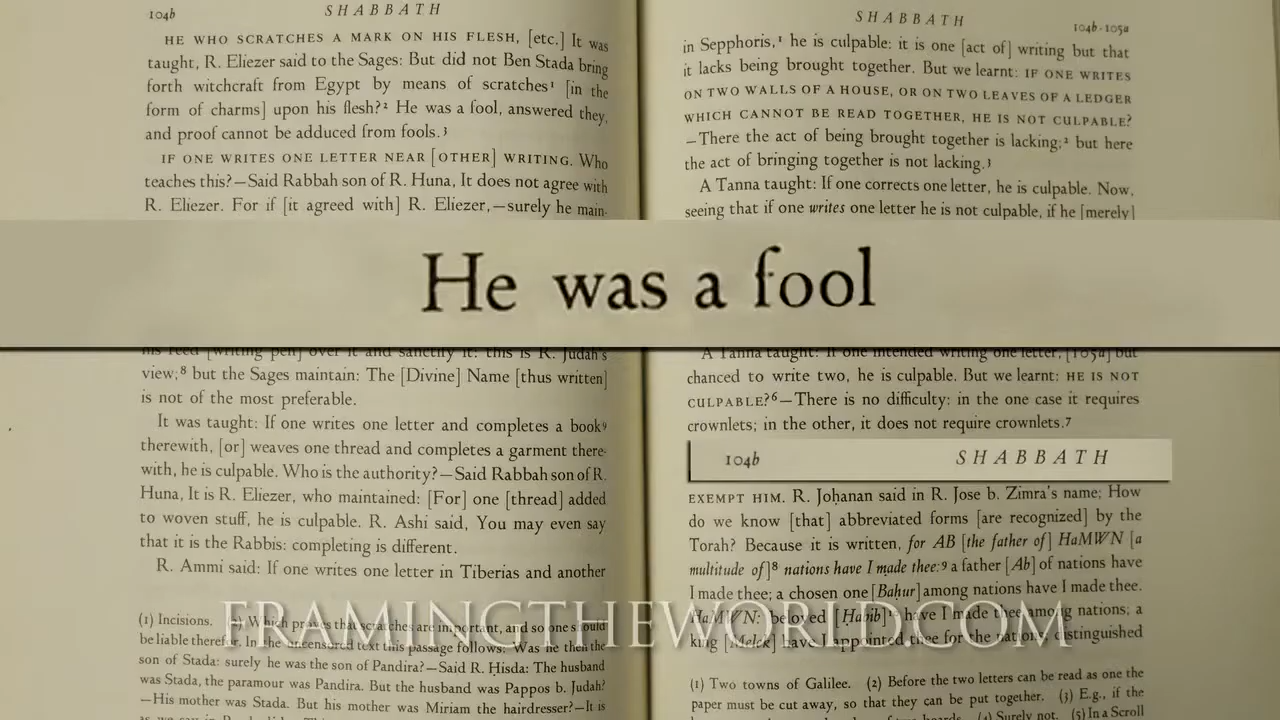 104b
SHABBATH
HE WHO SCRATCHES A MARK ON HIS FLESH, [etc.] It was
taught, R. Eliezer said to the Sages: But did not Ben Stada bring
forth witchcraft from Egypt by means of scratches¹ [in the
form of charms] upon his flesh?² He was a fool, answered they,
and proof cannot be adduced from fools.³
IF ONE WRITES ONE LETTER NEAR [OTHER] WRITING. Who
teaches this?—Said Rabbah son of R. Huna, It does not agree with
R. Eliezer. For if [it agreed with] R. Eliezer,—surely he main-
He was a fool
his reed [writing pen] over it and sanctify it: this is R. Judah's
view;⁸ but the Sages maintain: The [Divine] Name [thus written]
is not of the most preferable.
It was taught: If one writes one letter and completes a book⁹
therewith, [or] weaves one thread and completes a garment there-
with, he is culpable. Who is the authority?—Said Rabbah son of R.
Huna, It is R. Eliezer, who maintained: [For] one [thread] added
to woven stuff, he is culpable. R. Ashi said, You may even say
that it is the Rabbis: completing is different.
R. Ammi said: If one writes one letter in Tiberias and another
(1) Incisions. (2) Which proves that scratches are important, and so one should
be liable therefor. In the uncensored text this passage follows: Was he then the
son of Stada: surely he was the son of Pandira?—Said R. Ḥisda: The husband
was Stada, the paramour was Pandira. But the husband was Pappos b. Judah?
—His mother was Stada. But his mother was Miriam the hairdresser?—It is
SHABBATH
104b-105a
in Sepphoris,¹ he is culpable: it is one [act of] writing but that
it lacks being brought together. But we learnt: IF ONE WRITES
ON TWO WALLS OF A HOUSE, OR ON TWO LEAVES OF A LEDGER
WHICH CANNOT BE READ TOGETHER, HE IS NOT CULPABLE?
—There the act of being brought together is lacking;² but here
the act of bringing together is not lacking.³
A Tanna taught: If one corrects one letter, he is culpable. Now,
seeing that if one writes one letter he is not culpable, if he [merely]
A Tanna taught: If one intended writing one letter, [105a] but
chanced to write two, he is culpable. But we learnt: HE IS NOT
CULPABLE?⁶—There is no difficulty: in the one case it requires
crownlets; in the other, it does not require crownlets.⁷
104b SHABBATH
EXEMPT HIM. R. Joḥanan said in R. Jose b. Zimra's name; How
do we know [that] abbreviated forms [are recognized] by the
Torah? Because it is written, for AB [the father of] HaMWN [a
multitude of]⁸ nations have I made thee:⁹ a father [Ab] of nations have
I made thee; a chosen one [Baḥur] among nations have I made thee.
HaMWN: beloved [Ḥabib] have I made thee among nations; a
king [Melek] have I appointed thee for the nations; distinguished
(1) Two towns of Galilee. (2) Before the two letters can be read as one the
paper must be cut away, so that they can be put together. (3) E.g., if the
(4) Surely not. (5) In a Scroll
FRAMINGTHEWORLD.COM